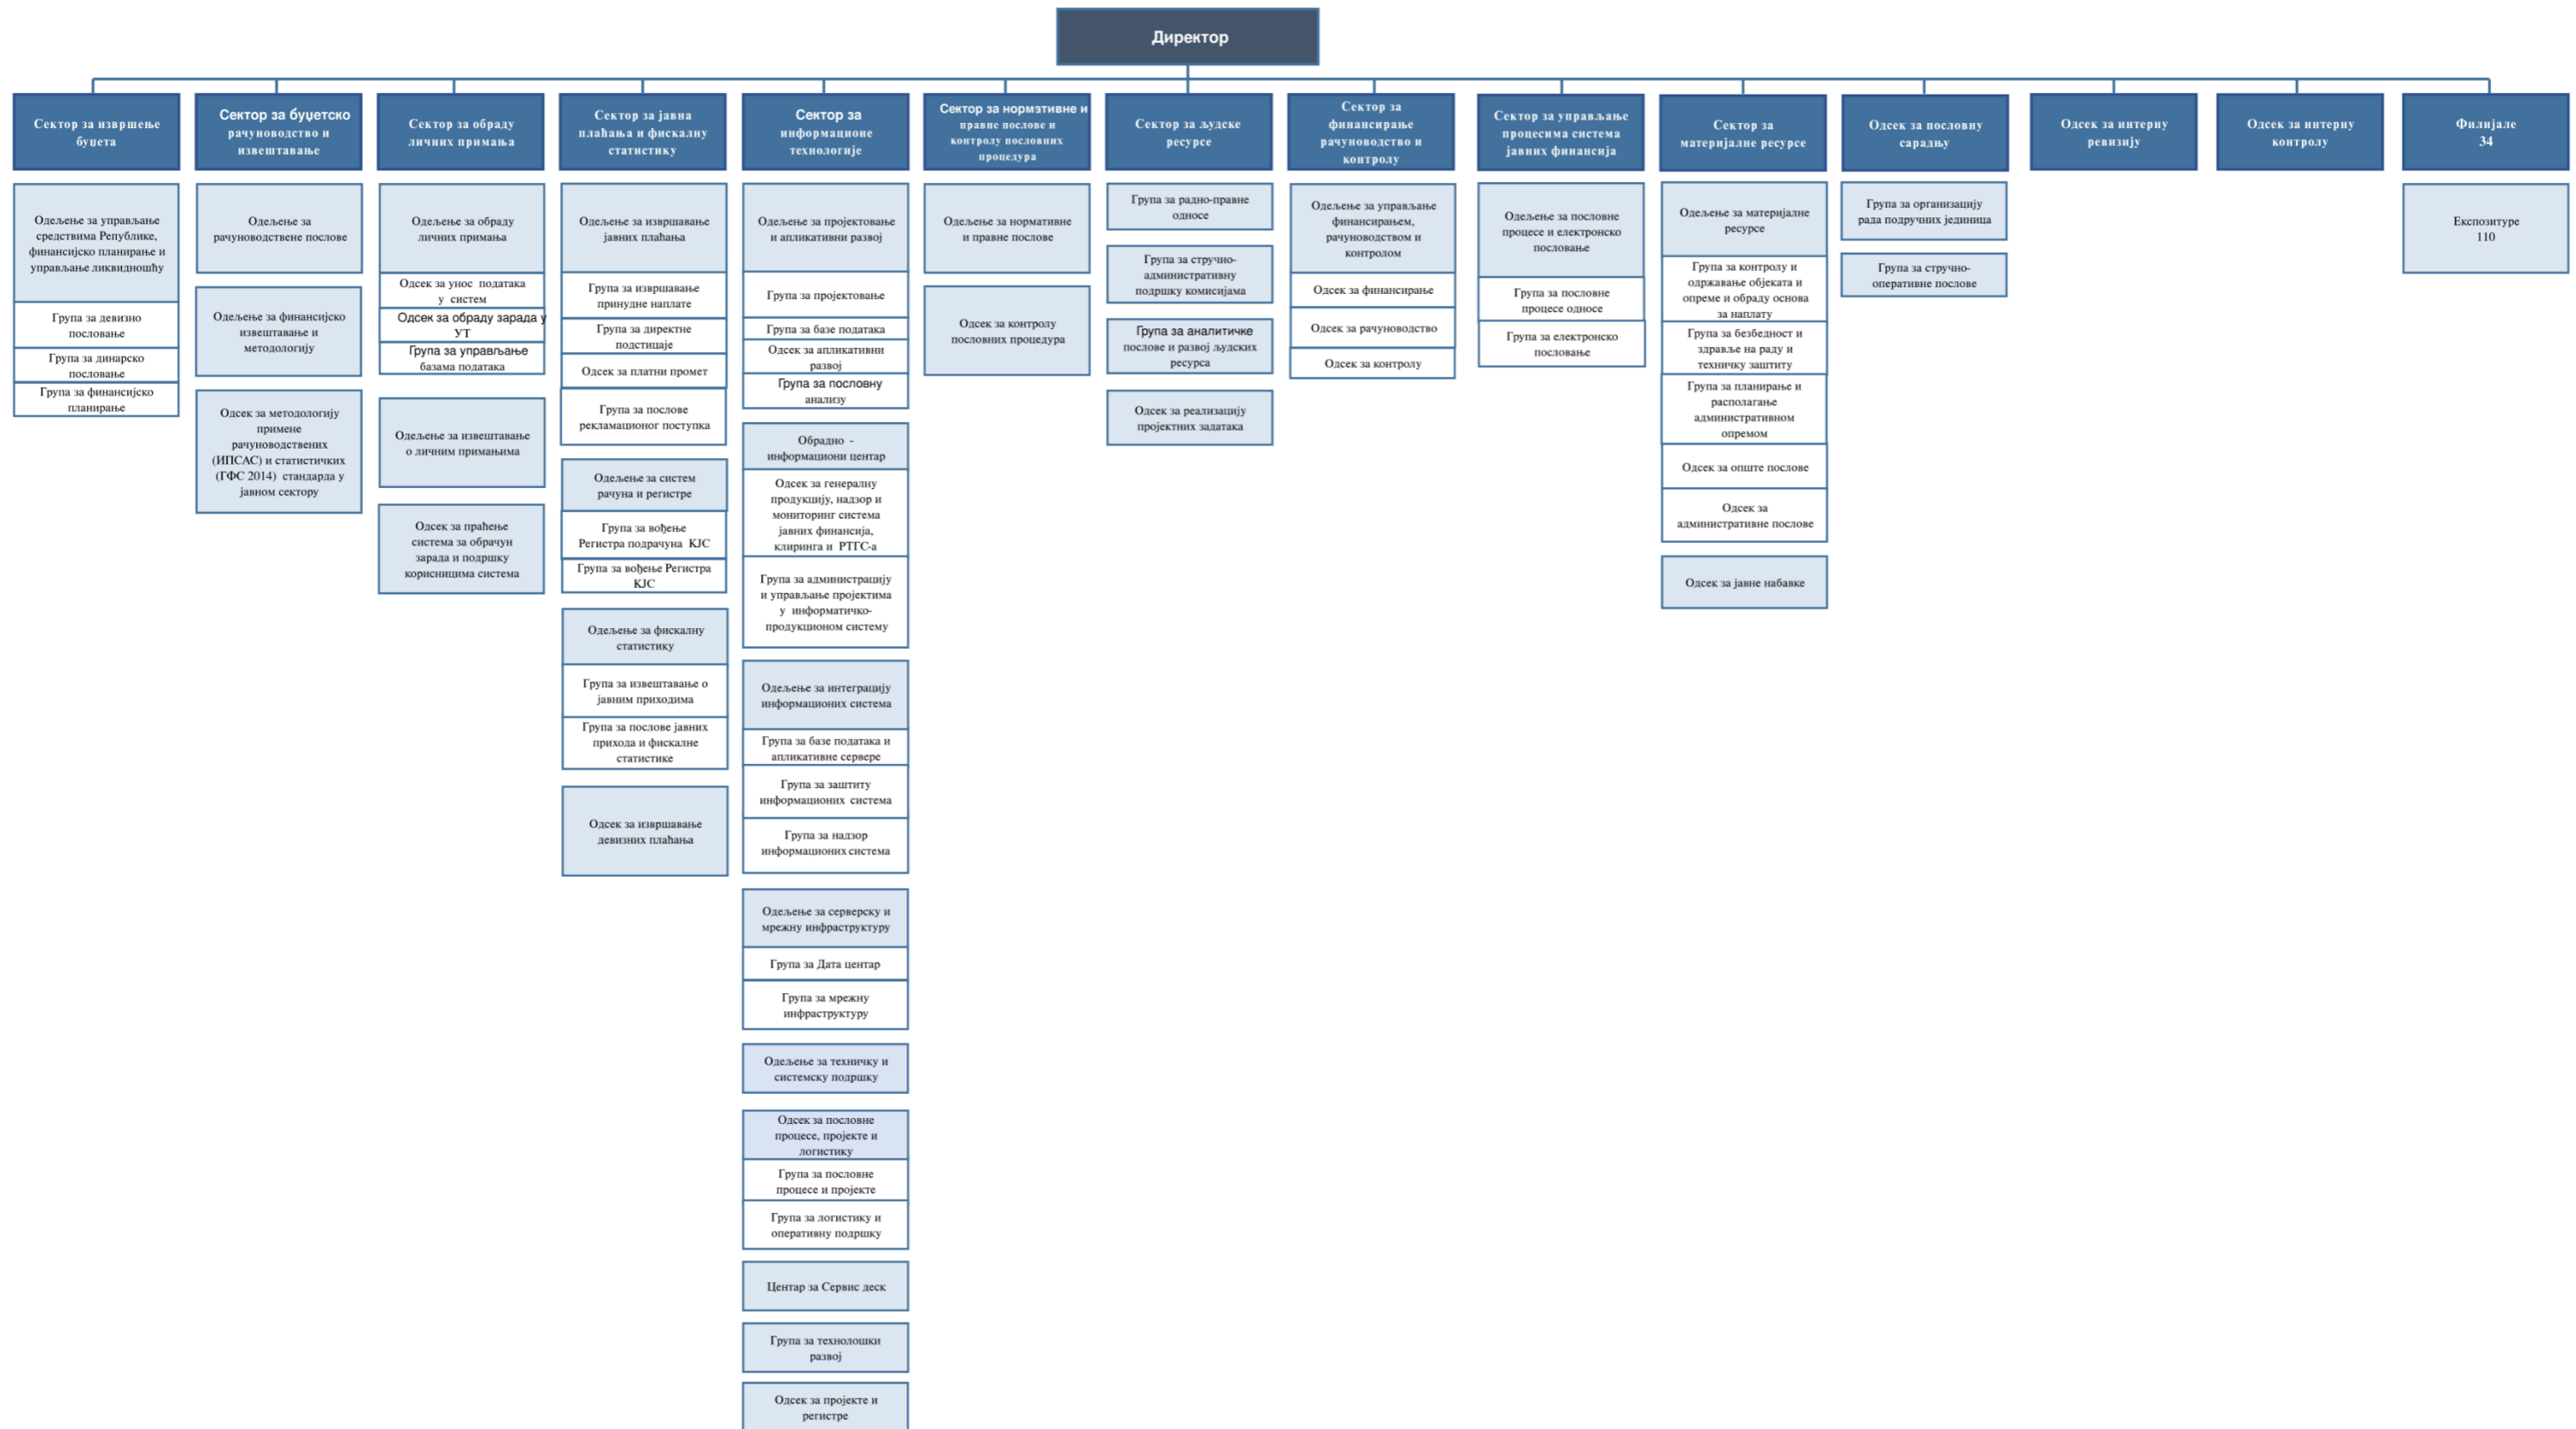 Директор
Сектор за извршење
буџета
Сектор за буџетско
рачуноводство и
извештавање
Сектор за обраду
личних примања
Сектор за јавна
плаћања и фискалну
статистику
Сектор за
информационе
технологије
Сектор за нормэтивне и
правне послове и
контролу пословних
процедура
Сектор за људске
ресурсе
Сектор за
финансирање
рачуноводство и
контролу
Сектор за управљање
процесима система
јавних финансија
Сектор за
материјалне ресурсе
Одсек за пословну
сарадњу
Одсек за интерну
ревизију
Одсек за интерну
контролу
Филијале
34
Одељење за управљање
средствима Републике,
финансијско планирање и
управљање ликвидношћу
Група за девизно
пословање
Група за динарско
пословање
Група за финансијско
планирање
Одељење за
рачуноводствене послове
Одељење за финансијско
извештавање и
методологију
Одсек за методологију
примене
рачуноводствених
(ИПСАС) и статистичких
(ГФС 2014) стандарда у
јавном сектору
Одељење за обраду
личних примања
Одсек за унос података
у систем
Одсек за обраду зарада у
УТ
Група за управљање
базама података
Одељење за извештавање
о личним примањима
Одсек за праћење
система за обрачун
зарада и подршку
корисницима система
Одељење за извршавање
јавних плаћања
Група за извршавање
принудне наплате
Група за директне
подстицаје
Одсек за платни промет
Група за послове
рекламационог поступка
Одељење за систем
рачуна и регистре
Група за вођење
Регистра подрачуна КЈС
Група за вођење Регистра
КЈС
Одељење за фискалну
статистику
Група за извештавање о
јавним приходима
Група за послове јавних
прихода и фискалне
статистике
Одсек за извршавање
девизних плаћања
Одељење за пројектовање
и апликативни развој
Група за пројектовање
Група за базе података
Одсек за апликативни
развој
Група за пословну
анализу
Обрадно -
информациони центар
Одсек за генералну
продукцију, надзор и
мониторинг система
јавних финансија,
клиринга и РТГС-а
Група за администрацију
и управљање пројектима
у информатичко-
продукционом систему
Одељење за интеграцију
информационих система
Група за базе података и
апликативне сервере
Група за заштиту
информационих система
Група за надзор
информационих система
Одељење за серверску и
мрежну инфраструктуру
Група за Дата центар
Група за мрежну
инфраструктуру
Одељење за техничку и
системску подршку
Одсек за пословне
процесе, пројекте и
логистику
Група за пословне
процесе и пројекте
Група за логистику и
оперативну подршку
Центар за Сервис деск
Група за технолошки
развој
Одсек за пројекте и
регистре
Одељење за нормативне
и правне послове
Одсек за контролу
пословних процедура
Група за радно-правне
односе
Група за стручно-
административну
подршку комисијама
Група за аналитичке
послове и развој људских
ресурса
Одсек за реализацију
пројектних задатака
Одељење за управљање
финансирањем,
рачуноводством и
контролом
Одсек за финансирање
Одсек за рачуноводство
Одсек за контролу
Одељење за пословне
процесе и електронско
пословање
Група за пословне
процесе односе
Група за електронско
пословање
Одељење за материјалне
ресурсе
Група за контролу и
одржавање објеката и
опреме и обраду основа
за наплату
Група за безбедност и
здравље на раду и
техничку заштиту
Група за планирање и
располагање
административном
опремом
Одсек за опште послове
Одсек за
административне послове
Одсек за јавне набавке
Група за организацију
рада подручних јединица
Група за стручно-
оперативне послове
Експозитуре
110